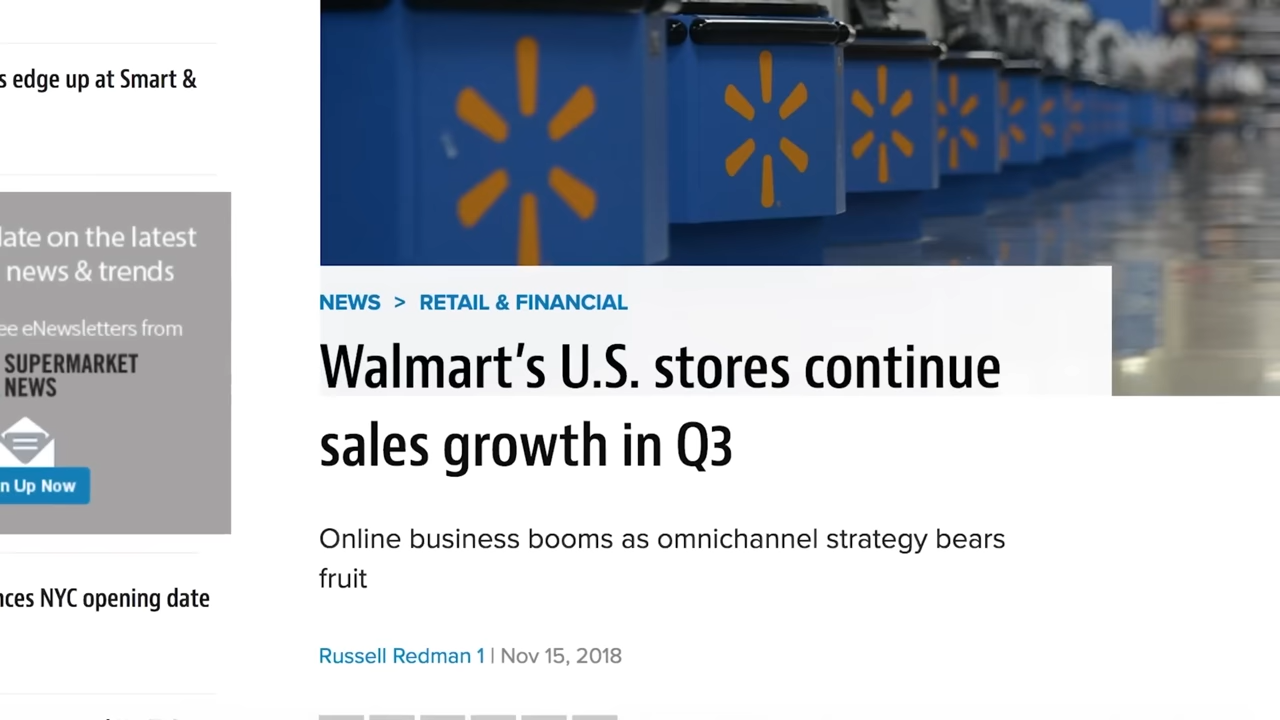 s edge up at Smart &
late on the latest
news & trends
ee eNewsletters from
SUPERMARKET
NEWS
n Up Now
nces NYC opening date
NEWS > RETAIL & FINANCIAL
Walmart's U.S. stores continue
sales growth in Q3
Online business booms as omnichannel strategy bears
fruit
Russell Redman 1 | Nov 15, 2018